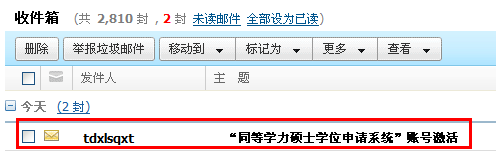 收件箱 (共 2,810 封, 2 封 未读邮件 全部设为已读)
删除 举报垃圾邮件 移动到 标记为 更多 查看
发件人 主 题
今天 (2 封)
tdxlsqxt “同等学力硕士学位申请系统”账号激活